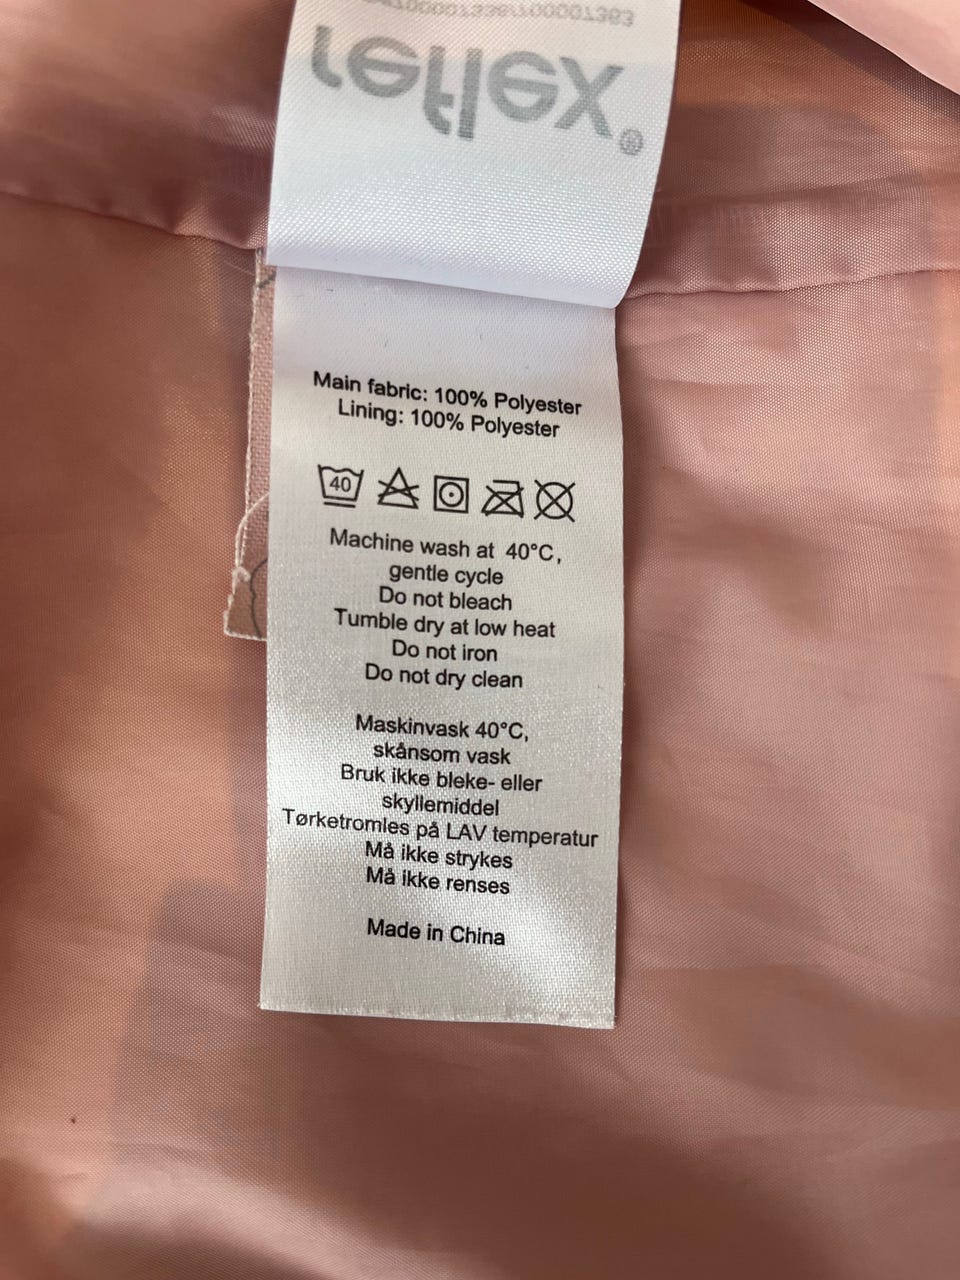 reflex®
Main fabric: 100% Polyester
Lining: 100% Polyester
40
Machine wash at 40°C,
gentle cycle
Do not bleach
Tumble dry at low heat
Do not iron
Do not dry clean
Maskinvask 40°C,
skånsom vask
Bruk ikke bleke- eller
skyllemiddel
Tørketromles på LAV temperatur
Må ikke strykes
Må ikke renses
Made in China